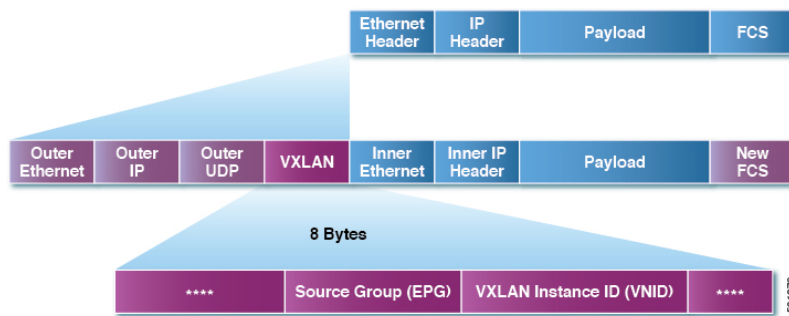 Ethernet Header
IP Header
Payload
FCS
Outer Ethernet
Outer IP
Outer UDP
VXLAN
Inner Ethernet
Inner IP Header
Payload
New FCS
8 Bytes
****
Source Group (EPG)
VXLAN Instance ID (VNID)
****